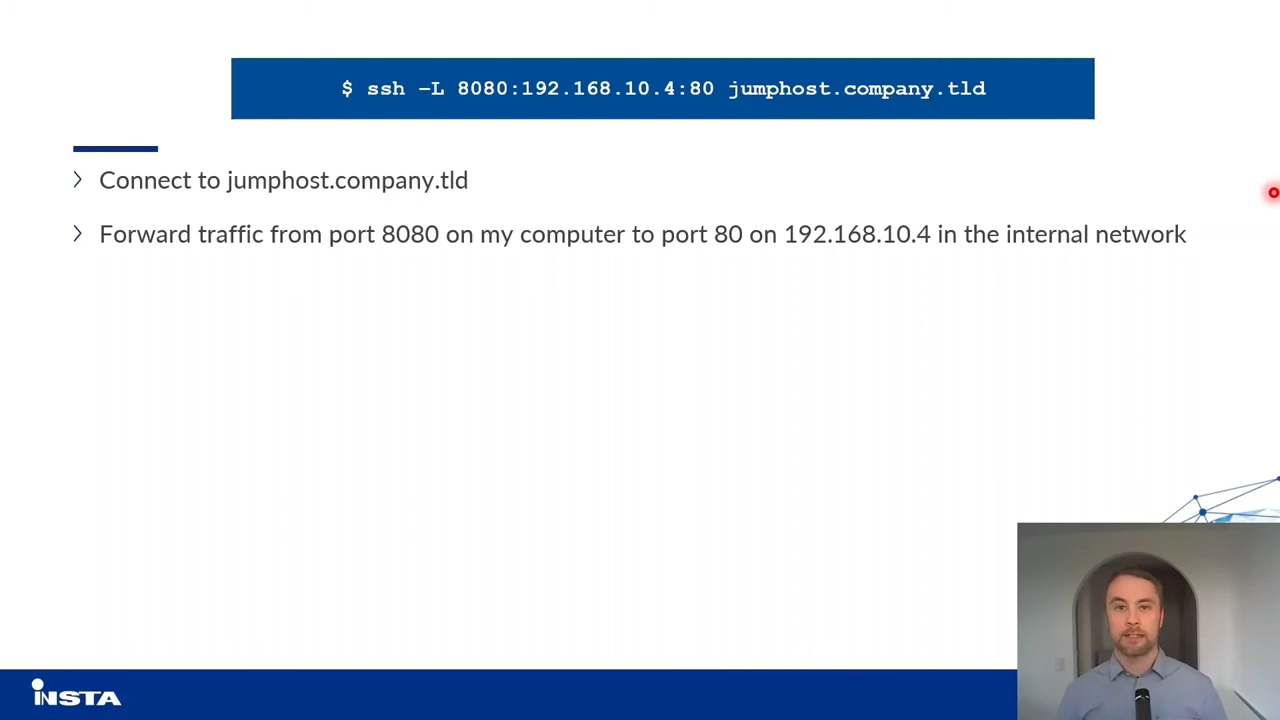 $ ssh –L 8080:192.168.10.4:80 jumphost.company.tld
Connect to jumphost.company.tld
Forward traffic from port 8080 on my computer to port 80 on 192.168.10.4 in the internal network
INSTA